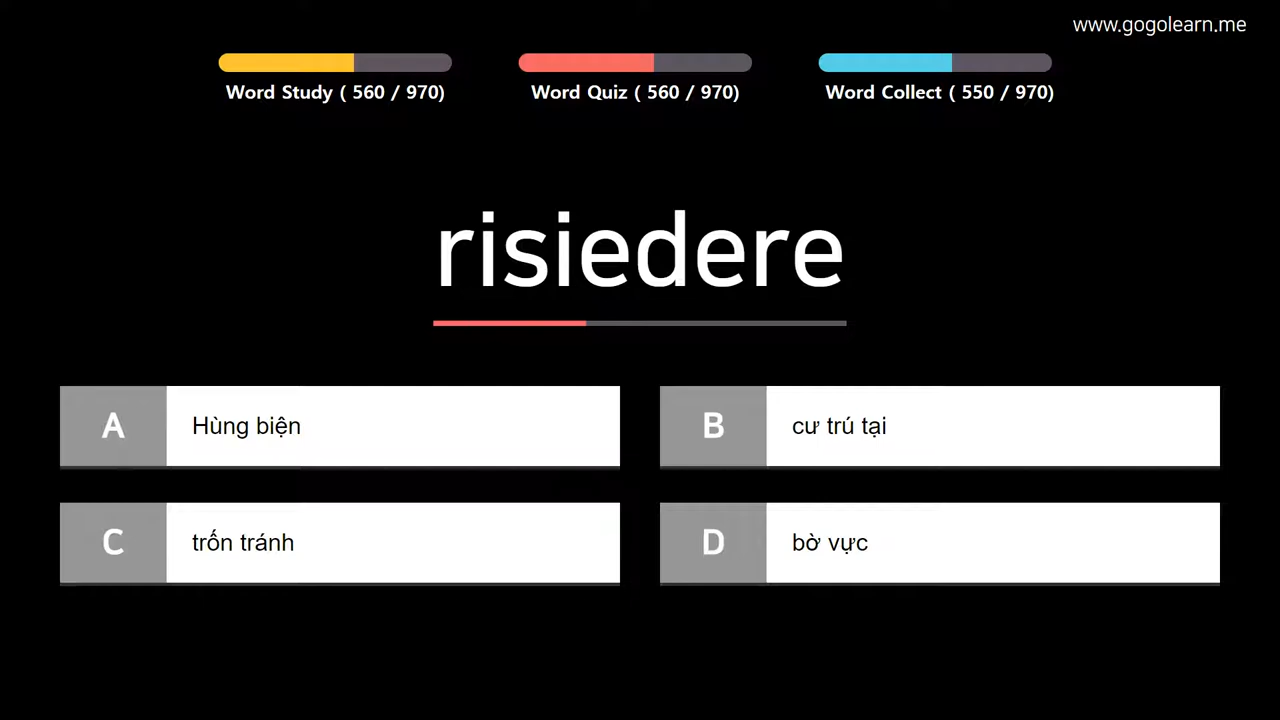 www.gogolearn.me
Word Study ( 560 / 970)
Word Quiz ( 560 / 970)
Word Collect ( 550 / 970)
risiedere
A
Hùng biện
B
cư trú tại
C
trốn tránh
D
bờ vực